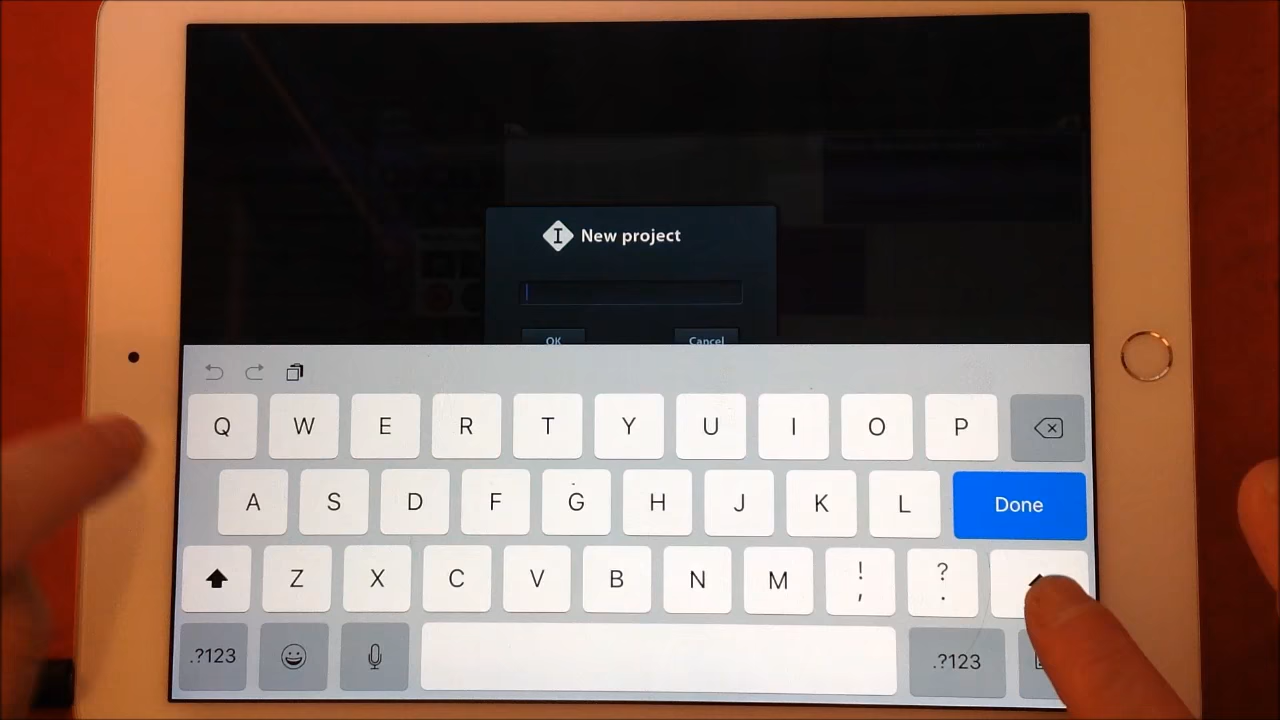 I New project
OK Cancel
Q W E R T Y U I O P
A S D F G H J K L Done
Z X C V B N M ! , ? .
.?123 .?123